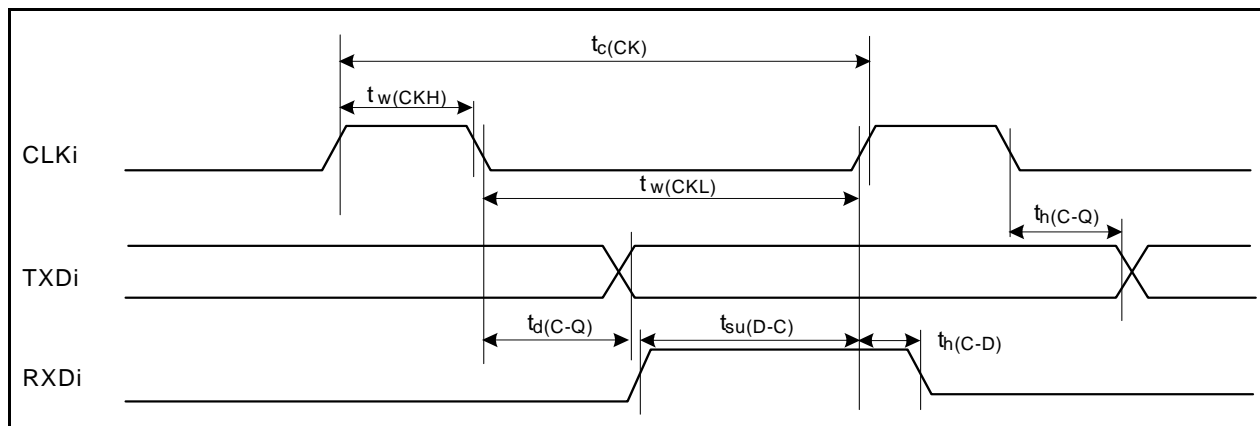 tc(CK)
tw(CKH)
CLKi
tw(CKL)
th(C-Q)
TXDi
td(C-Q)
tsu(D-C)
th(C-D)
RXDi